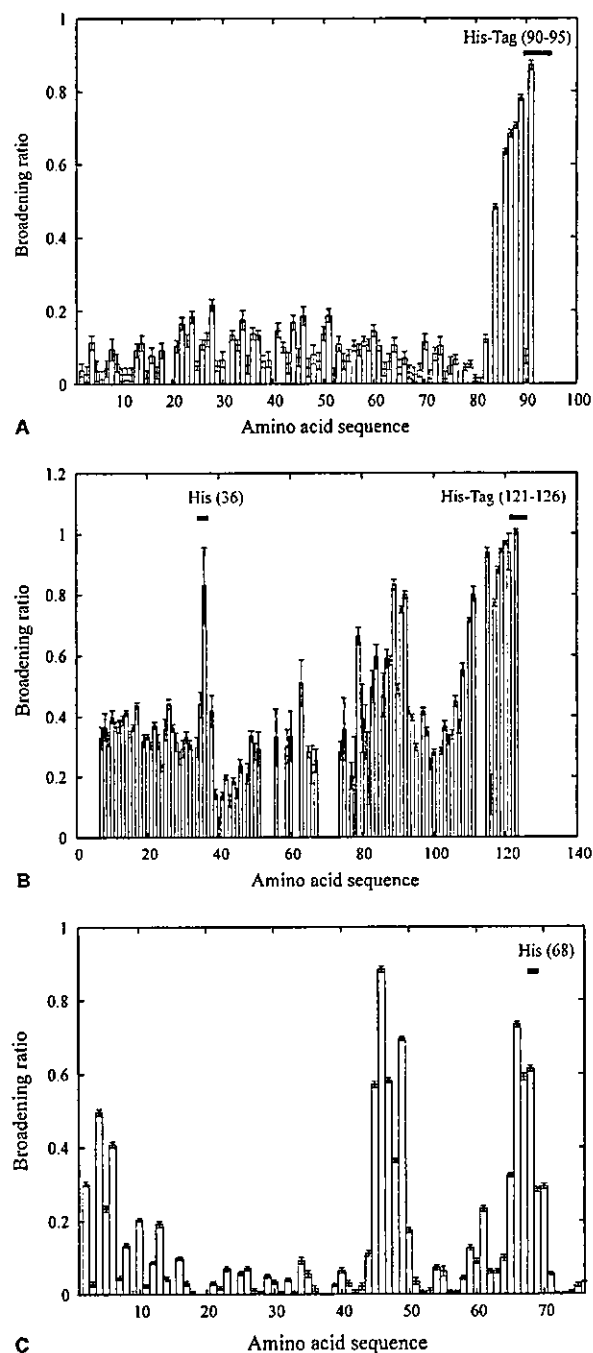 1
His-Tag (90-95)
0.8
0.6
0.4
0.2
0
Broadening ratio
10 20 30 40 50 60 70 80 90 100
A
Amino acid sequence
1.2
His (36) His-Tag (121-126)
1
0.8
0.6
0.4
0.2
0
Broadening ratio
0 20 40 60 80 100 120 140
B
Amino acid sequence
1
His (68)
0.8
0.6
0.4
0.2
0
Broadening ratio
10 20 30 40 50 60 70
C
Amino acid sequence